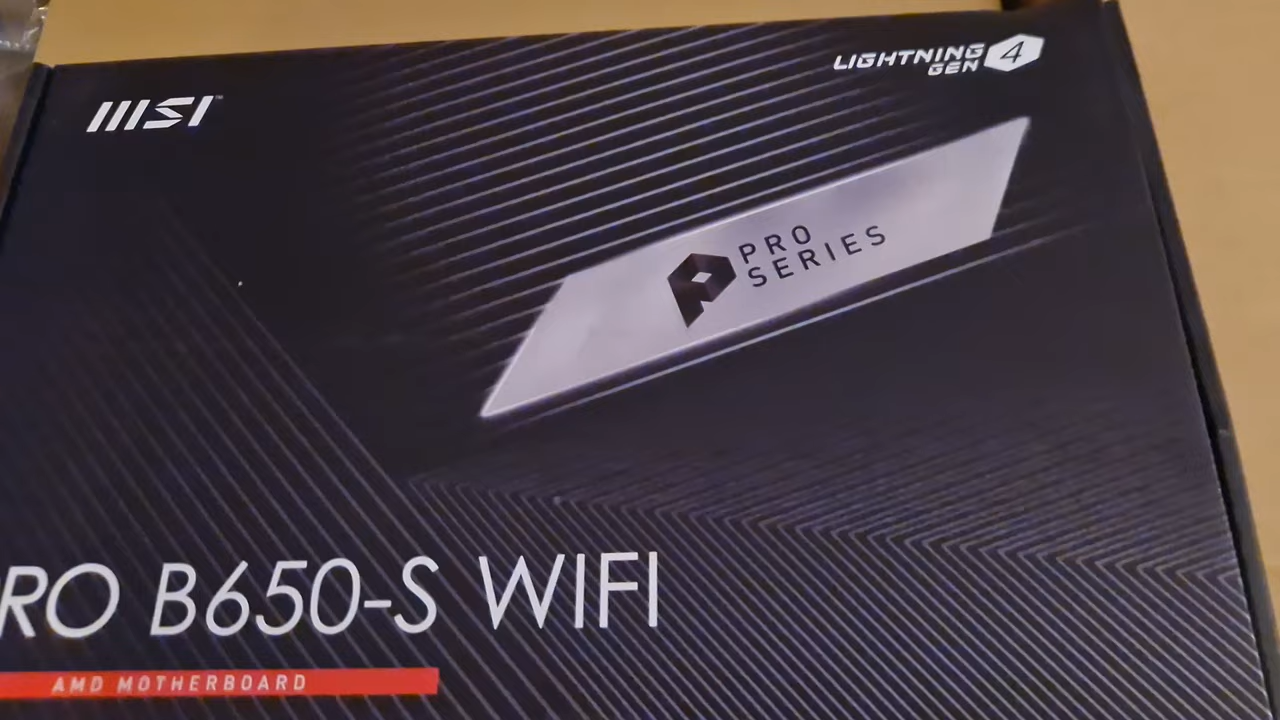 LIGHTNING
GEN 4
MSI
PRO
SERIES
RO B650-S WIFI
AMD MOTHERBOARD